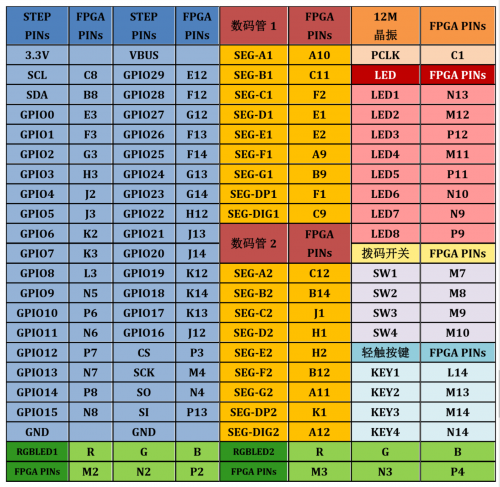 STEP PINs FPGA PINs STEP PINs FPGA PINs 数码管 1 FPGA PINs 12M 晶振 FPGA PINs
3.3V VBUS SEG-A1 A10 PCLK C1
SCL C8 GPIO29 E12 SEG-B1 C11 LED FPGA PINs
SDA B8 GPIO28 F12 SEG-C1 F2 LED1 N13
GPIO0 E3 GPIO27 G12 SEG-D1 E1 LED2 M12
GPIO1 F3 GPIO26 F13 SEG-E1 E2 LED3 P12
GPIO2 G3 GPIO25 F14 SEG-F1 A9 LED4 M11
GPIO3 H3 GPIO24 G13 SEG-G1 B9 LED5 P11
GPIO4 J2 GPIO23 G14 SEG-DP1 F1 LED6 N10
GPIO5 J3 GPIO22 H12 SEG-DIG1 C9 LED7 N9
GPIO6 K2 GPIO21 J13 数码管 2 FPGA PINs LED8 P9
GPIO7 K3 GPIO20 J14 拨码开关 FPGA PINs
GPIO8 L3 GPIO19 K12 SEG-A2 C12 SW1 M7
GPIO9 N5 GPIO18 K14 SEG-B2 B14 SW2 M8
GPIO10 P6 GPIO17 K13 SEG-C2 J1 SW3 M9
GPIO11 N6 GPIO16 J12 SEG-D2 H1 SW4 M10
GPIO12 P7 CS P3 SEG-E2 H2 轻触按键 FPGA PINs
GPIO13 N7 SCK M4 SEG-F2 B12 KEY1 L14
GPIO14 P8 SO N4 SEG-G2 A11 KEY2 M13
GPIO15 N8 SI P13 SEG-DP2 K1 KEY3 M14
GND GND SEG-DIG2 A12 KEY4 N14
RGBLED1 R G B RGBLED2 R G B
FPGA PINs M2 N2 P2 FPGA PINs M3 N3 P4